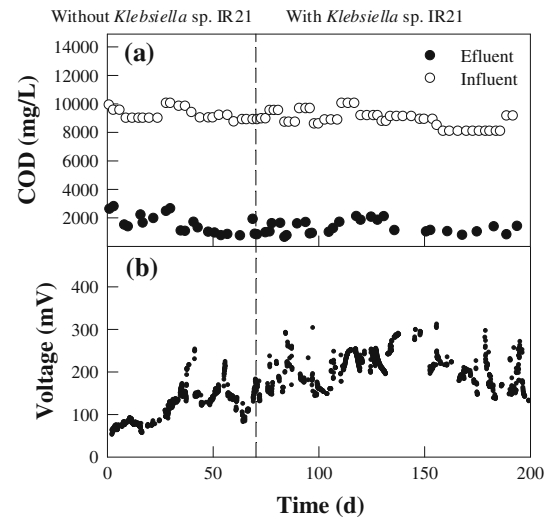 Without Klebsiella sp. IR21 With Klebsiella sp. IR21
(a)
Efluent
Influent
COD (mg/L)
14000
12000
10000
8000
6000
4000
2000
(b)
Voltage (mV)
400
300
200
100
0
0 50 100 150 200
Time (d)